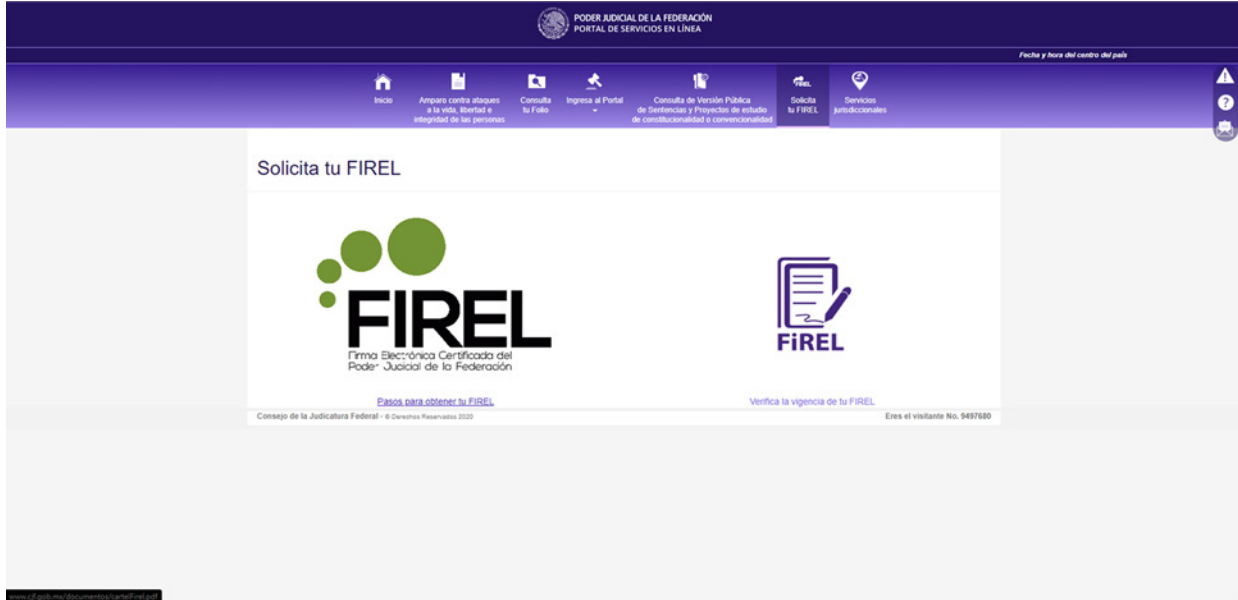 PODER JUDICIAL DE LA FEDERACIÓN
PORTAL DE SERVICIOS EN LÍNEA
Fecha y hora del centro del país
Inicio
Amparo contra ataques
a la vida, libertad e
integridad de las personas
Consulta
tu Folio
Ingresa al Portal
Consulta de Versión Pública
de Sentencias y Proyectos de estudio
de constitucionalidad o convencionalidad
FIREL
Solicita
tu FIREL
Servicios
jurisdiccionales
Solicita tu FIREL
FIREL
Firma Electrónica Certificada del
Poder Judicial de la Federación
FiREL
Pasos para obtener tu FIREL
Verifica la vigencia de tu FIREL
Consejo de la Judicatura Federal - © Derechos Reservados 2020
Eres el visitante No. 9497680
www.cjf.gob.mx/documentos/cartelFirel.pdf